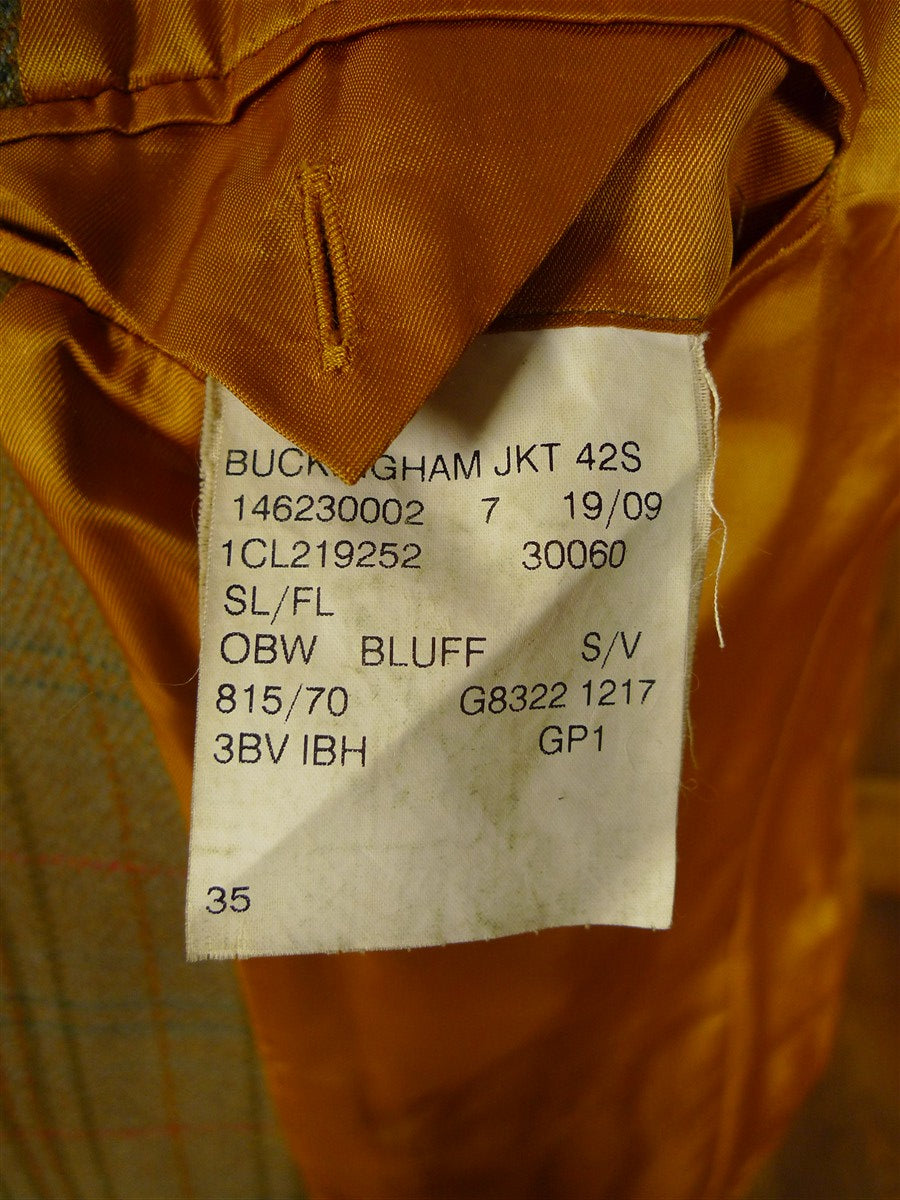 BUCKINGHAM JKT 42S
146230002 7 19/09
1CL219252 30060
SL/FL
OBW BLUFF S/V
815/70 G8322 1217
3BV IBH GP1
35